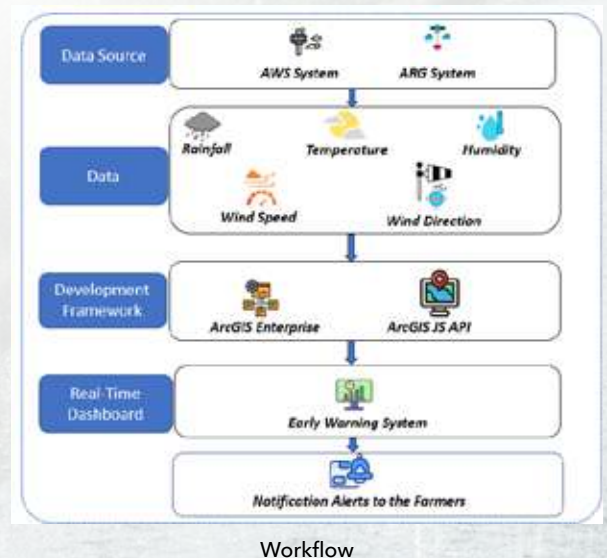 Data Source
AWS System
ARG System
Data
Rainfall
Temperature
Humidity
Wind Speed
Wind Direction
Development
Framework
ArcGIS Enterprise
ArcGIS JS API
Real-Time
Dashboard
Early Warning System
Notification Alerts to the Farmers
Workflow